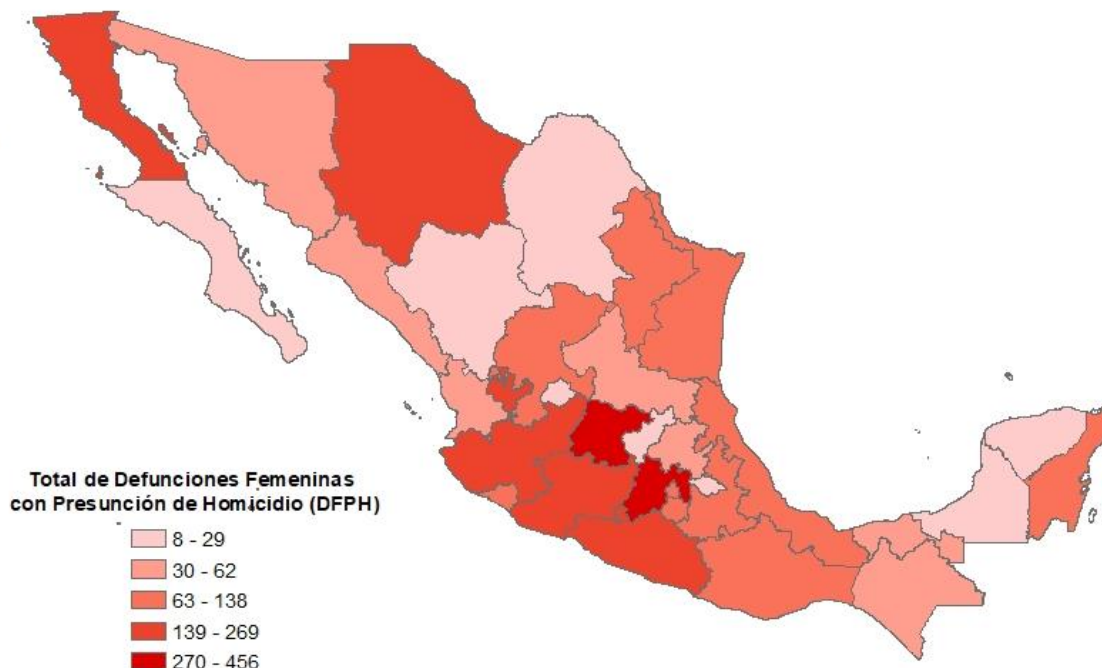 Total de Defunciones Femeninas
con Presunción de Homicidio (DFPH)
8 - 29
30 - 62
63 - 138
139 - 269
270 - 456